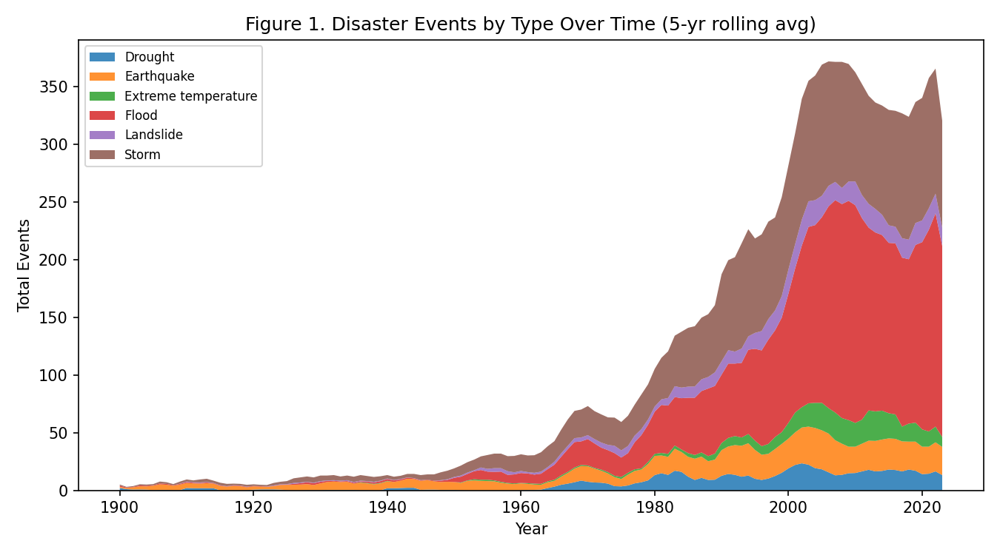 Figure 1. Disaster Events by Type Over Time (5-yr rolling avg)
Drought
Earthquake
Extreme temperature
Flood
Landslide
Storm
Total Events
350
300
250
200
150
100
50
0
1900
1920
1940
1960
1980
2000
2020
Year